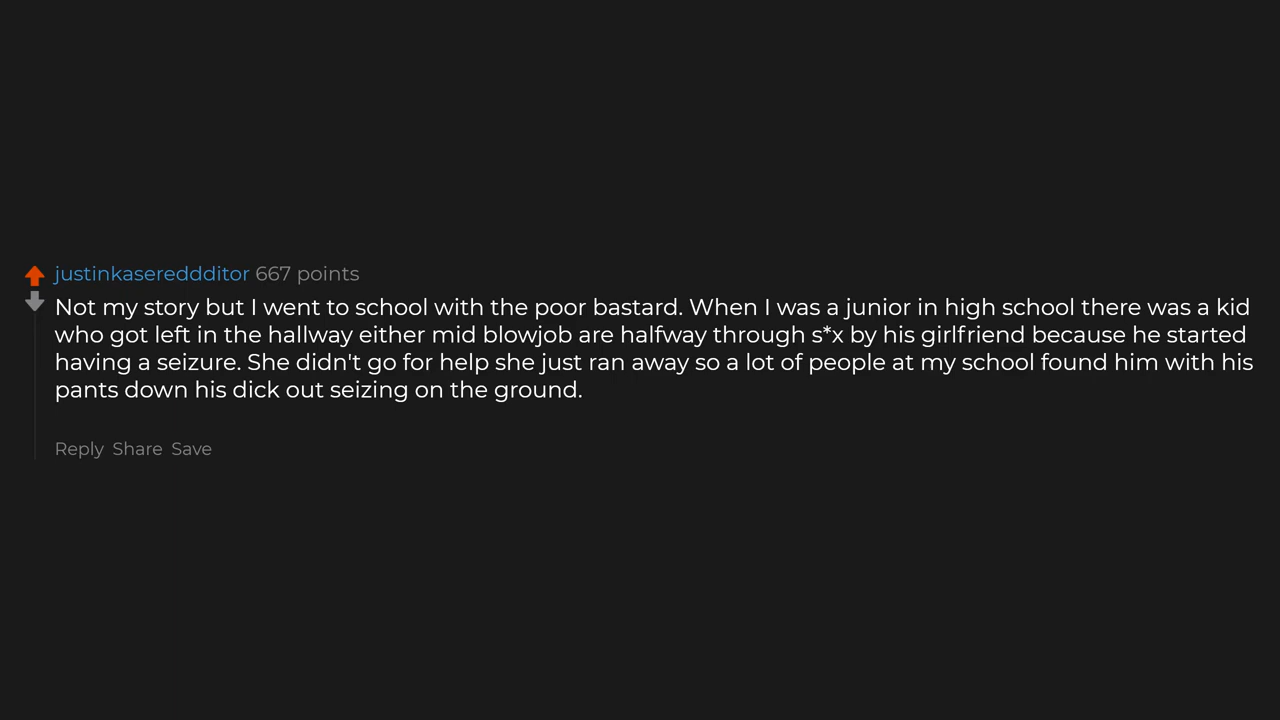 justinkasereddditor 667 points
Not my story but I went to school with the poor bastard. When I was a junior in high school there was a kid
who got left in the hallway either mid blowjob are halfway through s*x by his girlfriend because he started
having a seizure. She didn't go for help she just ran away so a lot of people at my school found him with his
pants down his dick out seizing on the ground.
Reply Share Save